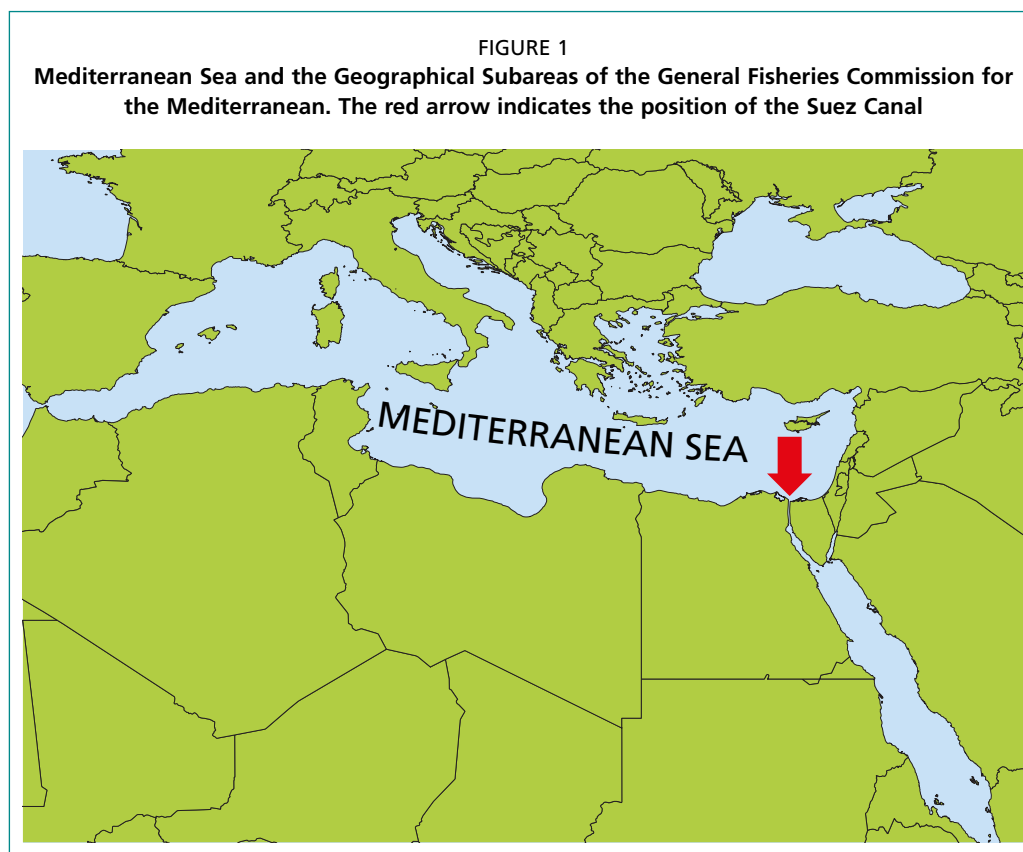 FIGURE 1
Mediterranean Sea and the Geographical Subareas of the General Fisheries Commission for
the Mediterranean. The red arrow indicates the position of the Suez Canal
MEDITERRANEAN SEA